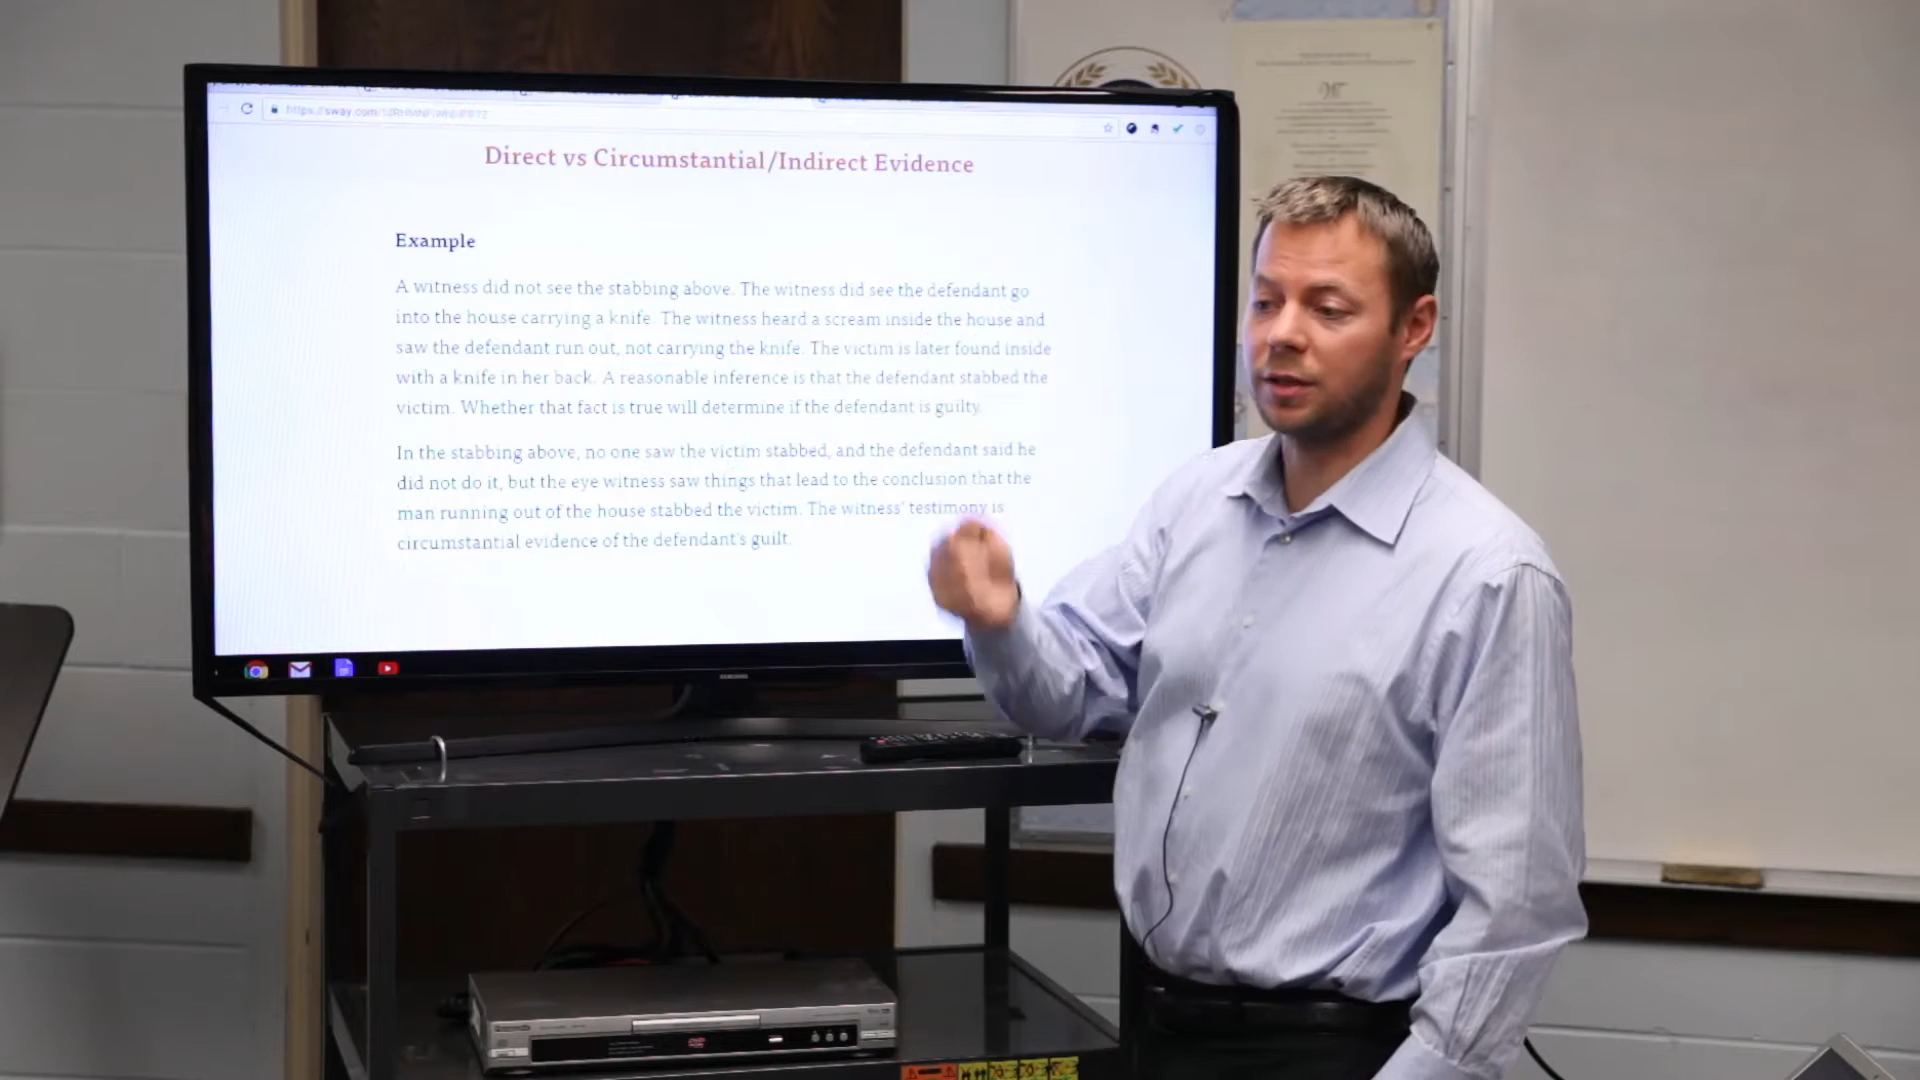 https://sway.com/
Direct vs Circumstantial/Indirect Evidence
Example
A witness did not see the stabbing above. The witness did see the defendant go
into the house carrying a knife. The witness heard a scream inside the house and
saw the defendant run out, not carrying the knife. The victim is later found inside
with a knife in her back. A reasonable inference is that the defendant stabbed the
victim. Whether that fact is true will determine if the defendant is guilty.
In the stabbing above, no one saw the victim stabbed, and the defendant said he
did not do it, but the eye witness saw things that lead to the conclusion that the
man running out of the house stabbed the victim. The witness' testimony is
circumstantial evidence of the defendant's guilt.
SAMSUNG